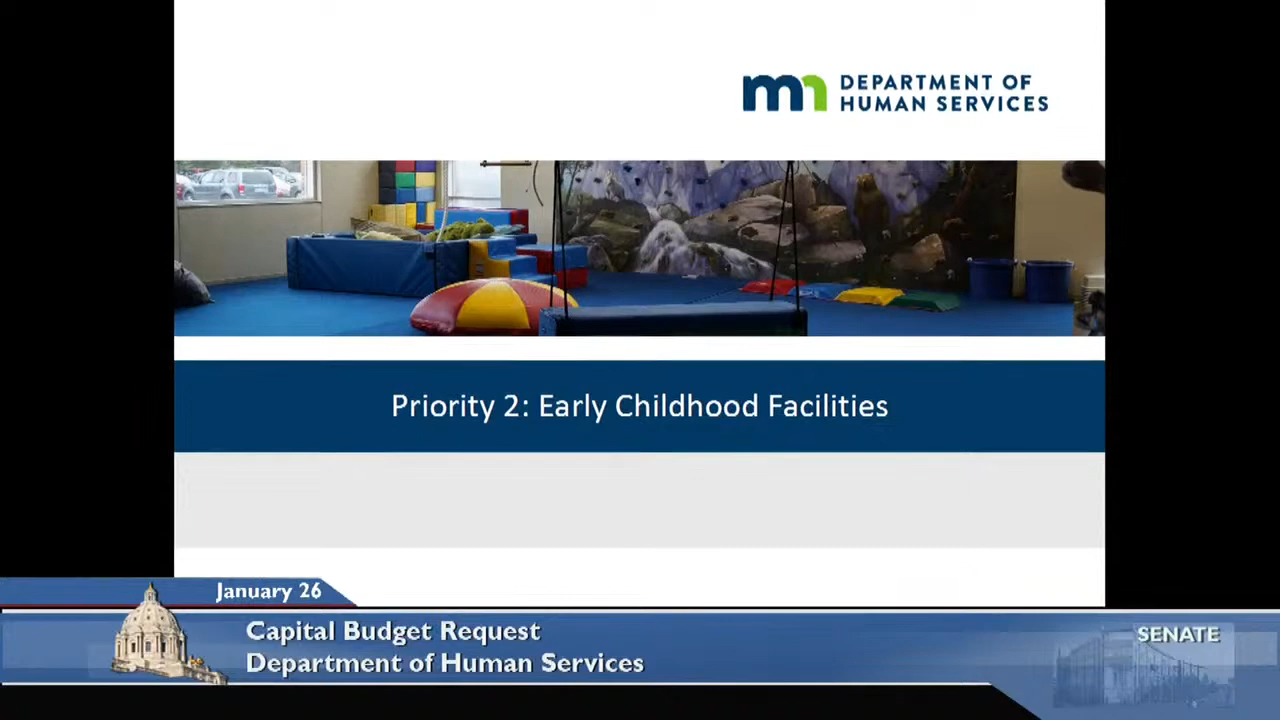 mn DEPARTMENT OF
HUMAN SERVICES
Priority 2: Early Childhood Facilities
January 26
Capital Budget Request
Department of Human Services
SENATE